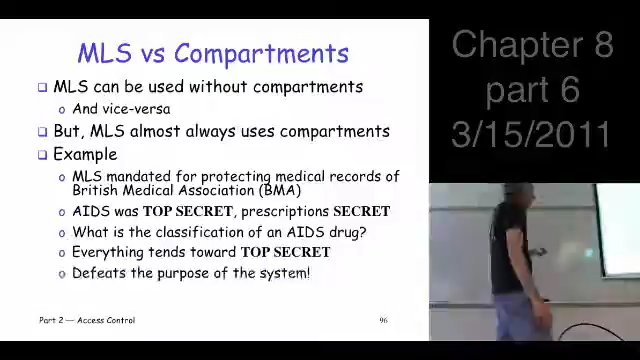 MLS vs Compartments
MLS can be used without compartments
And vice-versa
But, MLS almost always uses compartments
Example
MLS mandated for protecting medical records of
British Medical Association (BMA)
AIDS was TOP SECRET, prescriptions SECRET
What is the classification of an AIDS drug?
Everything tends toward TOP SECRET
Defeats the purpose of the system!
Part 2 — Access Control
96
Chapter 8
part 6
3/15/2011